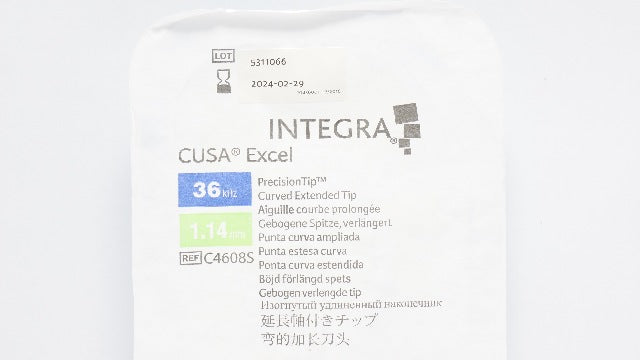 LOT 5311066
2024-02-29
INTEGRA®
CUSA® Excel
36 kHz
PrecisionTip™
Curved Extended Tip
Aiguille courbe prolongée
1.14 mm
Gebogene Spitze, verlängert
Punta curva ampliada
Punta estesa curva
REF C4608S
Ponta curva estendida
Böjd förlängd spets
Gebogen verlengde tip
Изогнутый удлиненный наконечник
延長軸付きチップ
弯的加长刀头